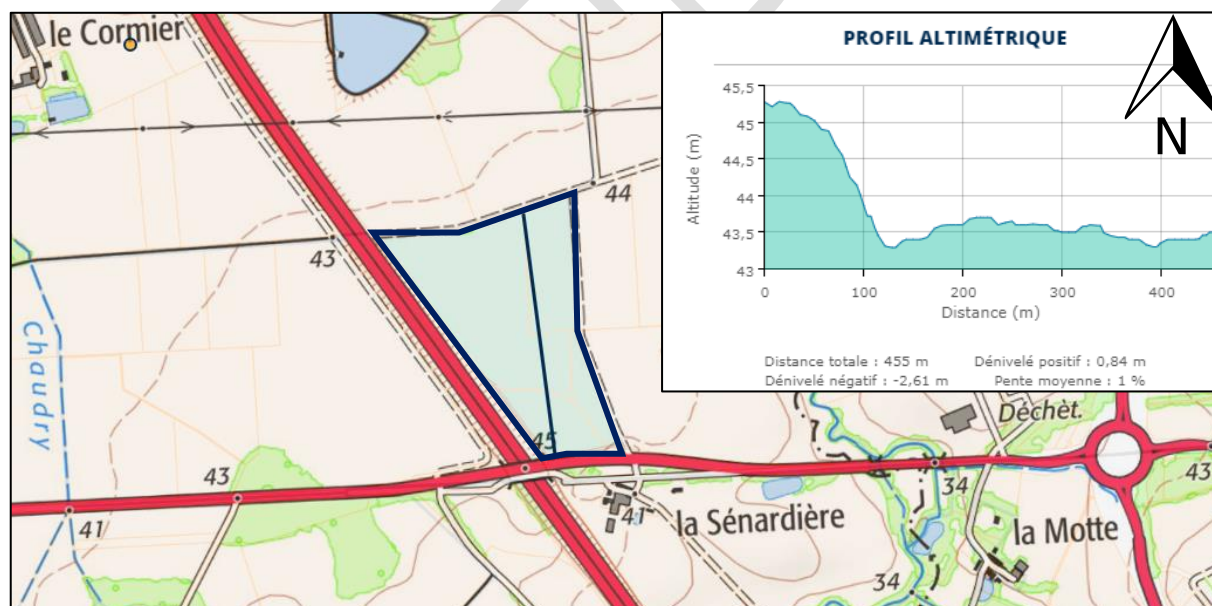 le Cormier
PROFIL ALTIMÉTRIQUE
N
45,5
45
44,5
44
43,5
43
Altitude (m)
0
100
200
300
400
Distance (m)
Distance totale : 455 m
Dénivelé positif : 0,84 m
Dénivelé négatif : -2,61 m
Pente moyenne : 1 %
44
43
Chaudry
45
43
41
41
la Sénardière
Déchèt.
34
43
la Motte
34